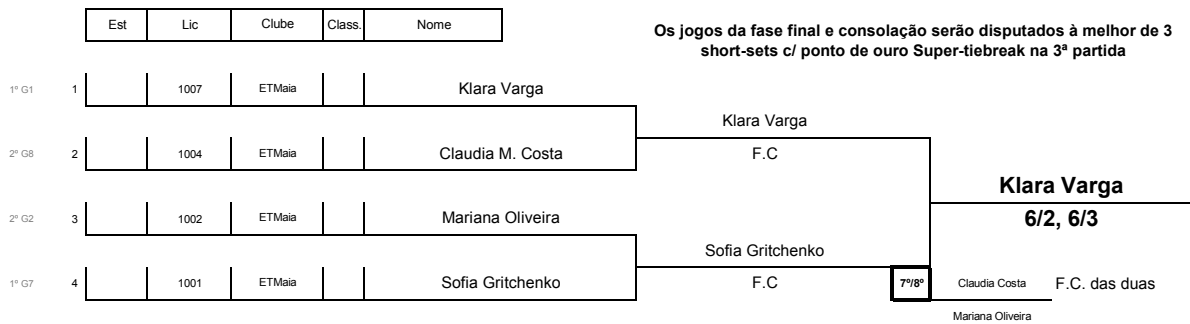 Est Lic Clube Class. Nome
Os jogos da fase final e consolação serão disputados à melhor de 3
short-sets c/ ponto de ouro Super-tiebreak na 3ª partida
1º G1 1 1007 ETMaia Klara Varga
Klara Varga
2º G8 2 1004 ETMaia Claudia M. Costa
F.C
Klara Varga
6/2, 6/3
2º G2 3 1002 ETMaia Mariana Oliveira
Sofia Gritchenko
1º G7 4 1001 ETMaia Sofia Gritchenko
F.C
7º/8º Claudia Costa F.C. das duas
Mariana Oliveira